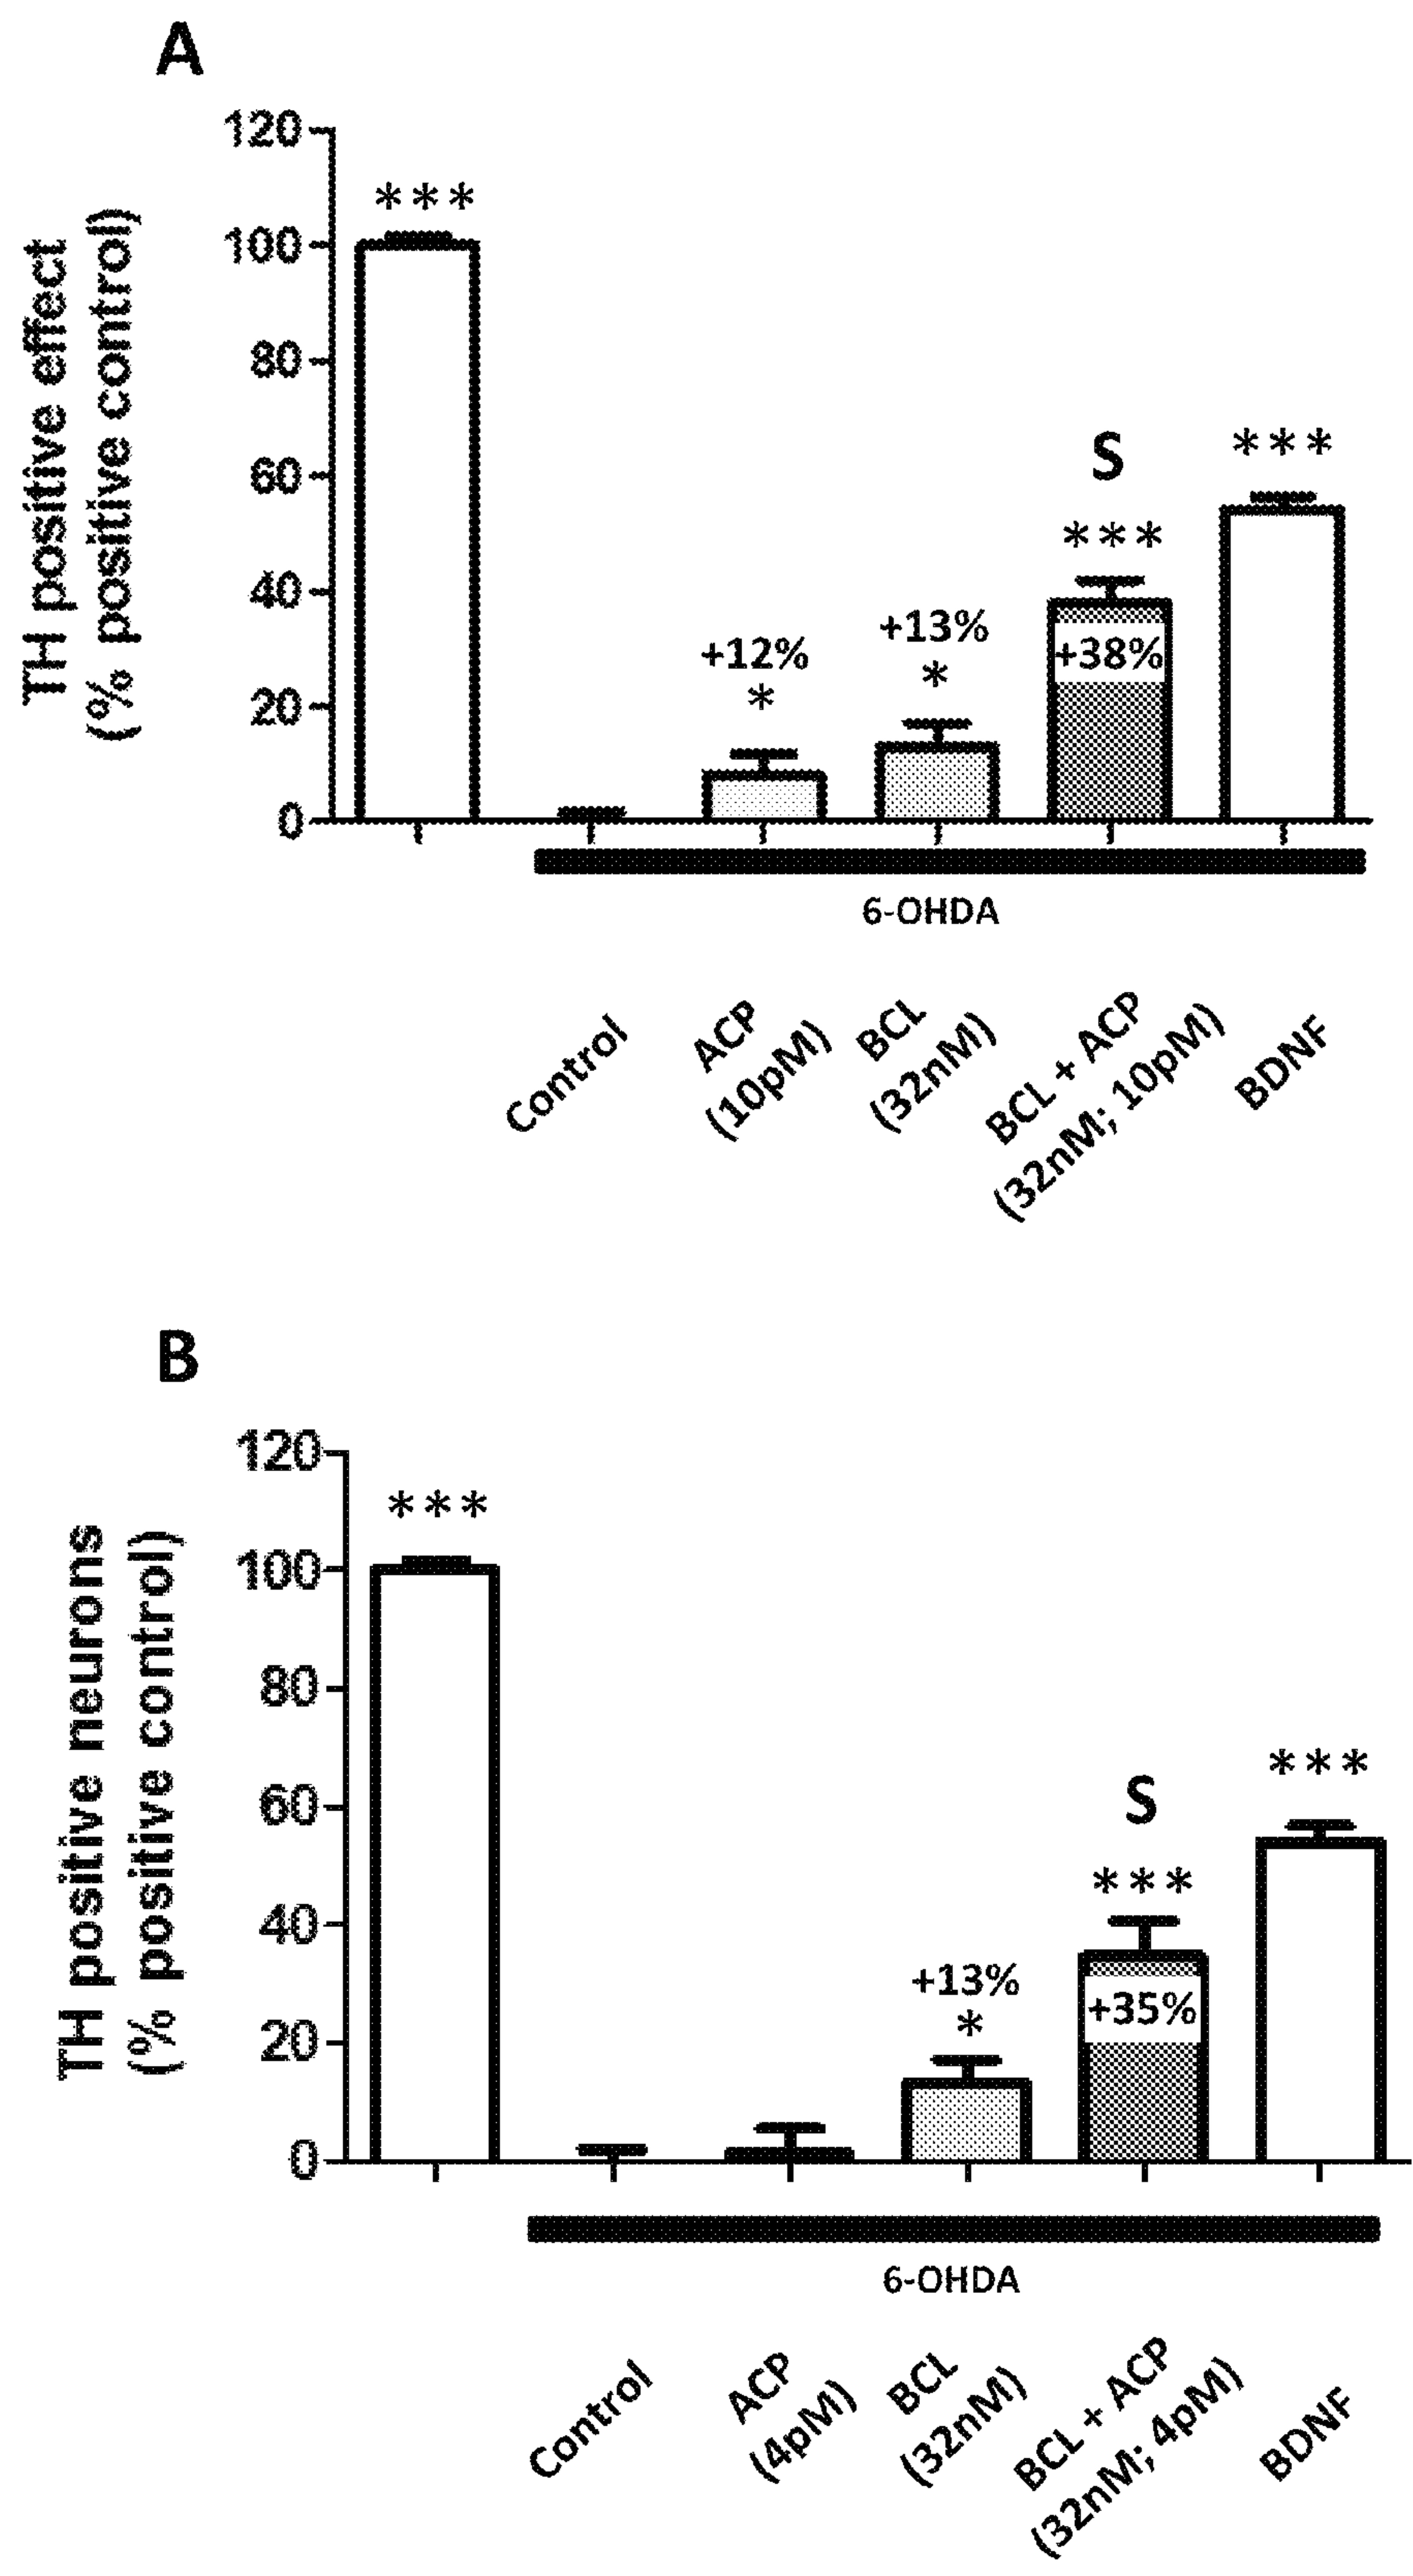 A
TH positive effect
(% positive control)
120
100
80
60
40
20
0
***
+12%
*
+13%
*
S
***
+38%
***
6-OHDA
Control
ACP
(10pM)
BCL
(32nM)
BCL + ACP
(32nM; 10pM)
BDNF
B
TH positive neurons
(% positive control)
120
100
80
60
40
20
0
***
+13%
*
S
***
+35%
***
6-OHDA
Control
ACP
(4pM)
BCL
(32nM)
BCL + ACP
(32nM; 4pM)
BDNF